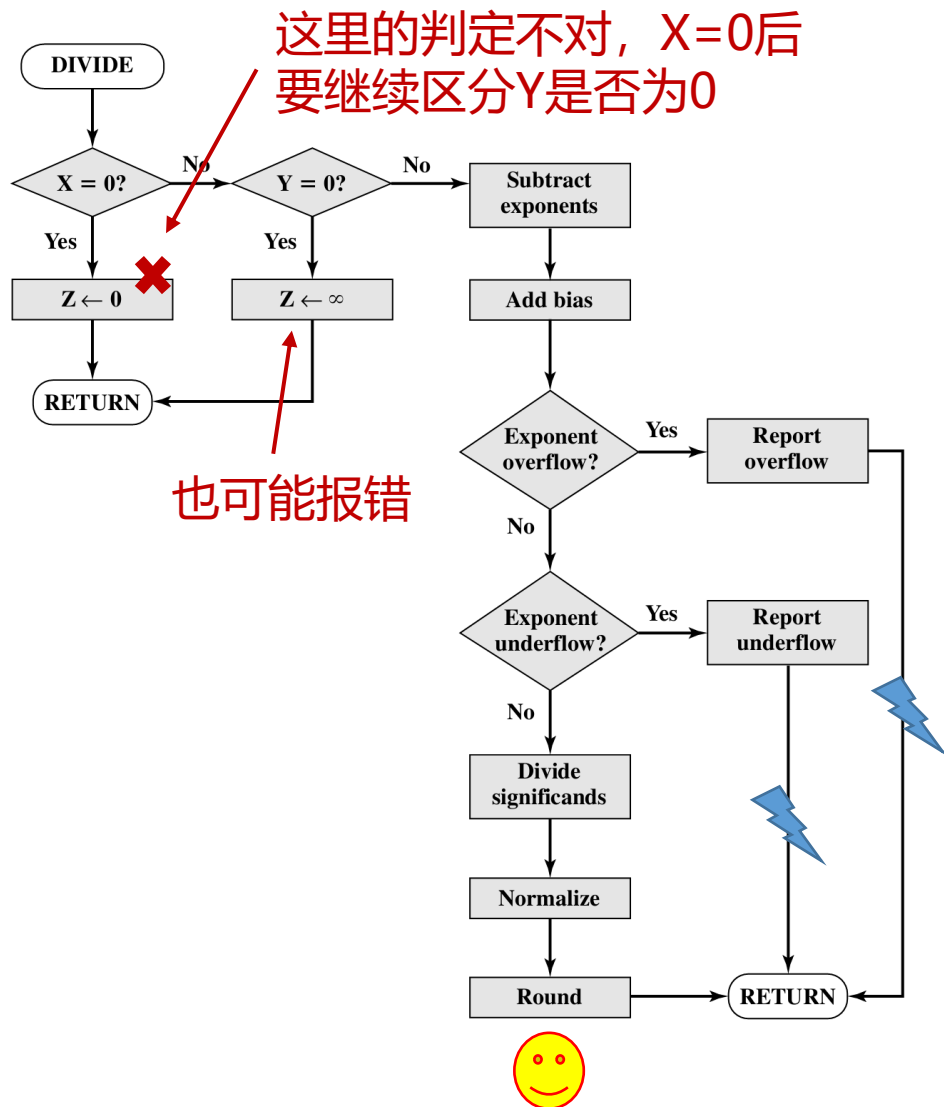 这里的判定不对，X=0后
要继续区分Y是否为0
DIVIDE
X = 0?
No
Y = 0?
No
Subtract
exponents
Yes
Yes
Z ← 0
Z ← ∞
Add bias
RETURN
也可能报错
Exponent
overflow?
Yes
Report
overflow
No
Exponent
underflow?
Yes
Report
underflow
No
Divide
significands
Normalize
Round
RETURN